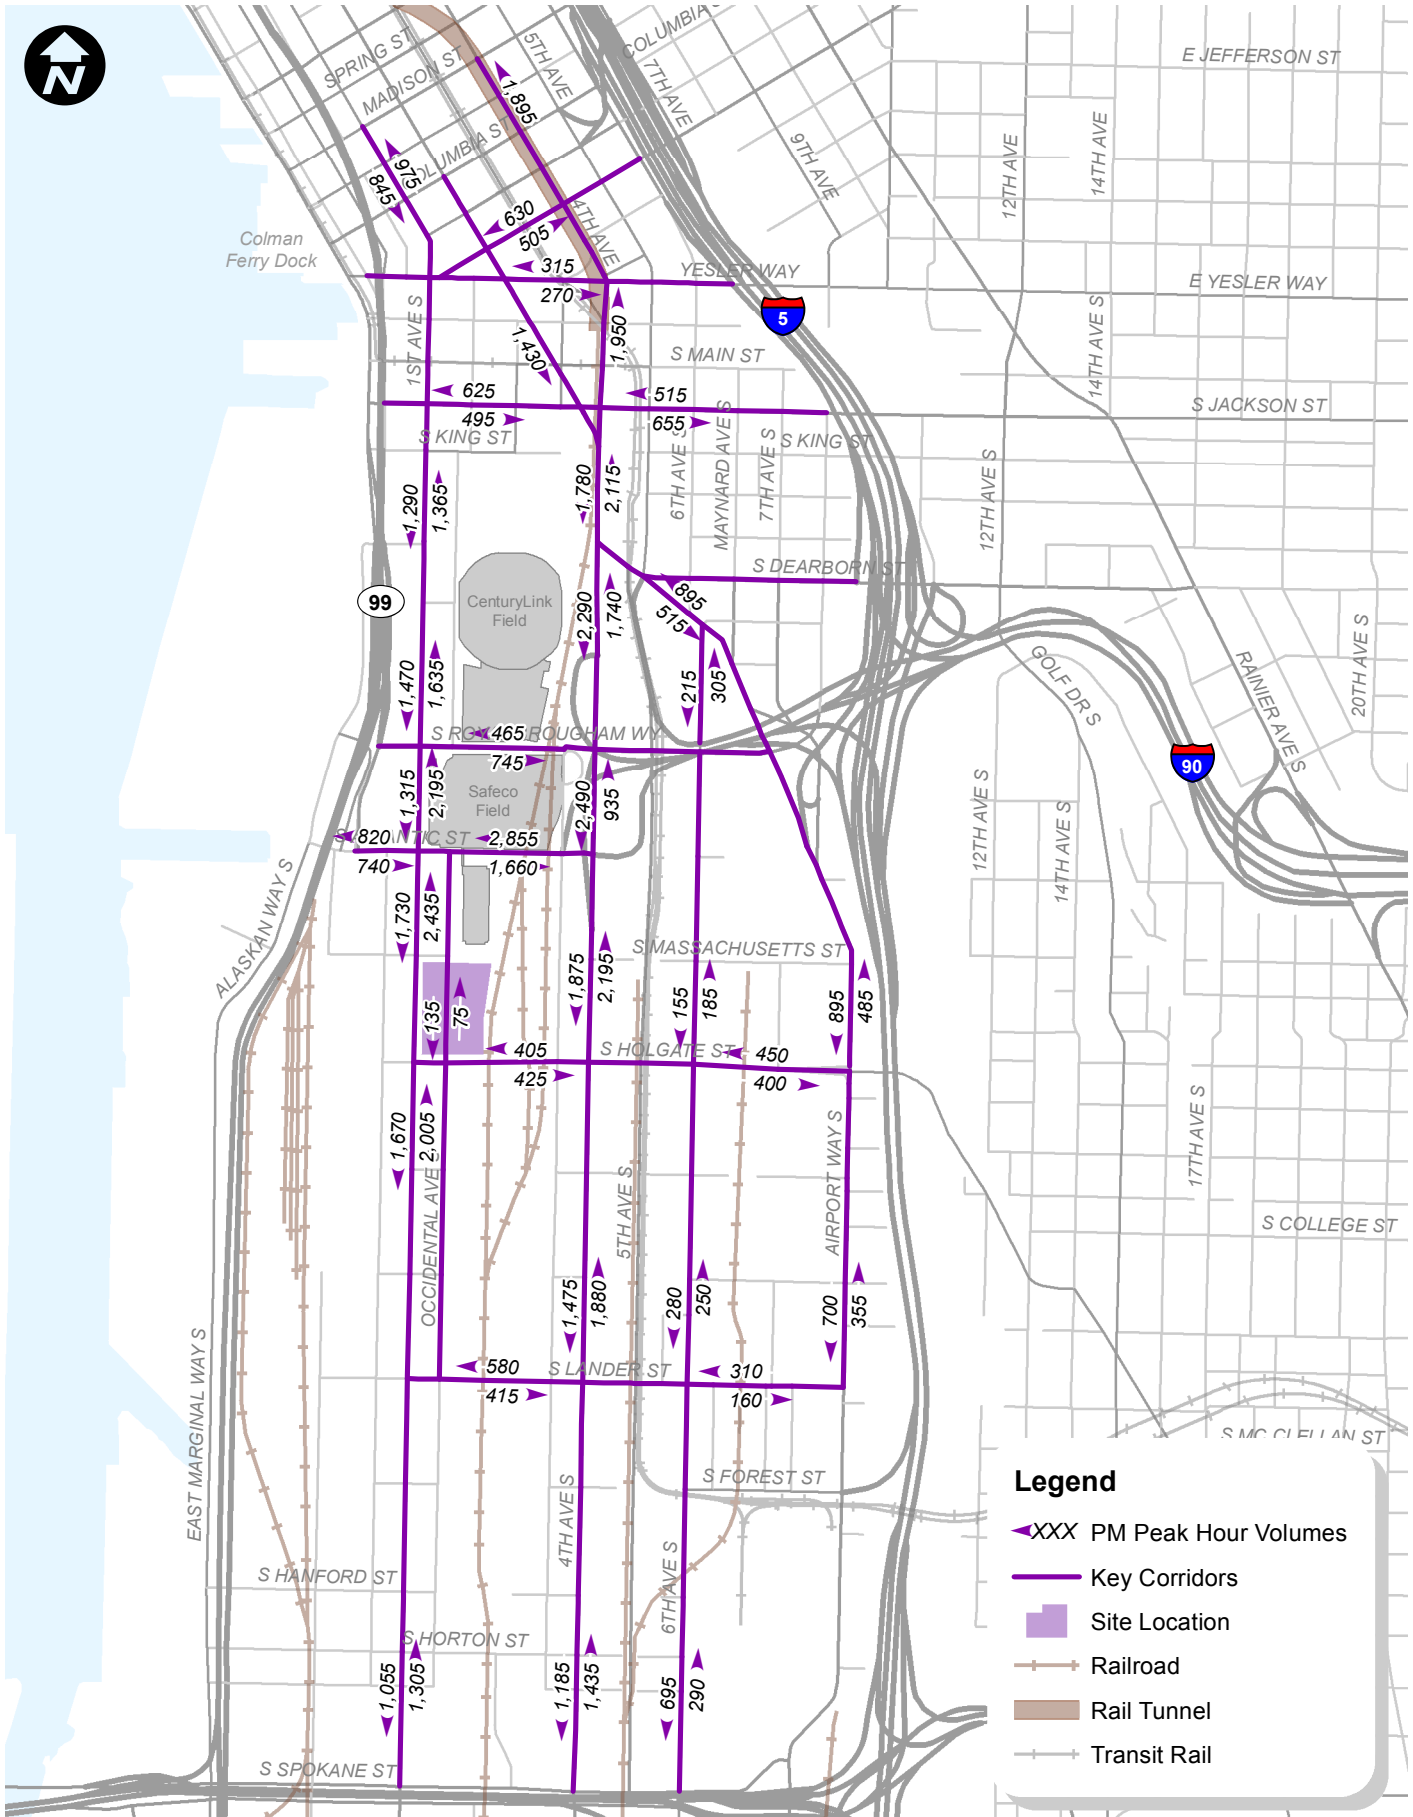 N
SPRING ST
MADISON ST
COLUMBIA ST
5TH AVE
COLUMBIA
7TH AVE
9TH AVE
E JEFFERSON ST
12TH AVE
14TH AVE
1,895
975
845
630
505
4TH AVE
Colman
Ferry Dock
315
270
YESLER WAY
E YESLER WAY
5
1ST AVE S
1,430
1,950
S MAIN ST
14TH AVE S
625
495
515
655
S JACKSON ST
S KING ST
S KING ST
6TH AVE S
MAYNARD AVE S
7TH AVE S
12TH AVE S
1,290
1,365
1,780
2,115
S DEARBORN ST
99
CenturyLink
Field
2,290
1,740
895
515
20TH AVE S
GOLF DR S
RAINIER AVE S
1,470
1,635
215
305
S ROY ROUGHAM WY
465
745
90
1,315
2,195
Safeco
Field
2,490
935
12TH AVE S
14TH AVE S
820
740
2,855
1,660
ALASKAN WAY S
1,730
2,435
S MASSACHUSETTS ST
1,875
2,195
155
185
895
485
135
75
405
425
S HOLGATE ST
450
400
1,670
2,005
OCCIDENTAL AVE S
5TH AVE S
AIRPORT WAY S
17TH AVE S
S COLLEGE ST
1,475
1,880
280
250
700
355
EAST MARGINAL WAY S
580
415
S LANDER ST
310
160
S MC CLELLAN ST
S FOREST ST
4TH AVE S
6TH AVE S
S HANFORD ST
S HORTON ST
1,055
1,305
1,185
1,435
695
290
S SPOKANE ST
Legend
XXX PM Peak Hour Volumes
Key Corridors
Site Location
Railroad
Rail Tunnel
Transit Rail